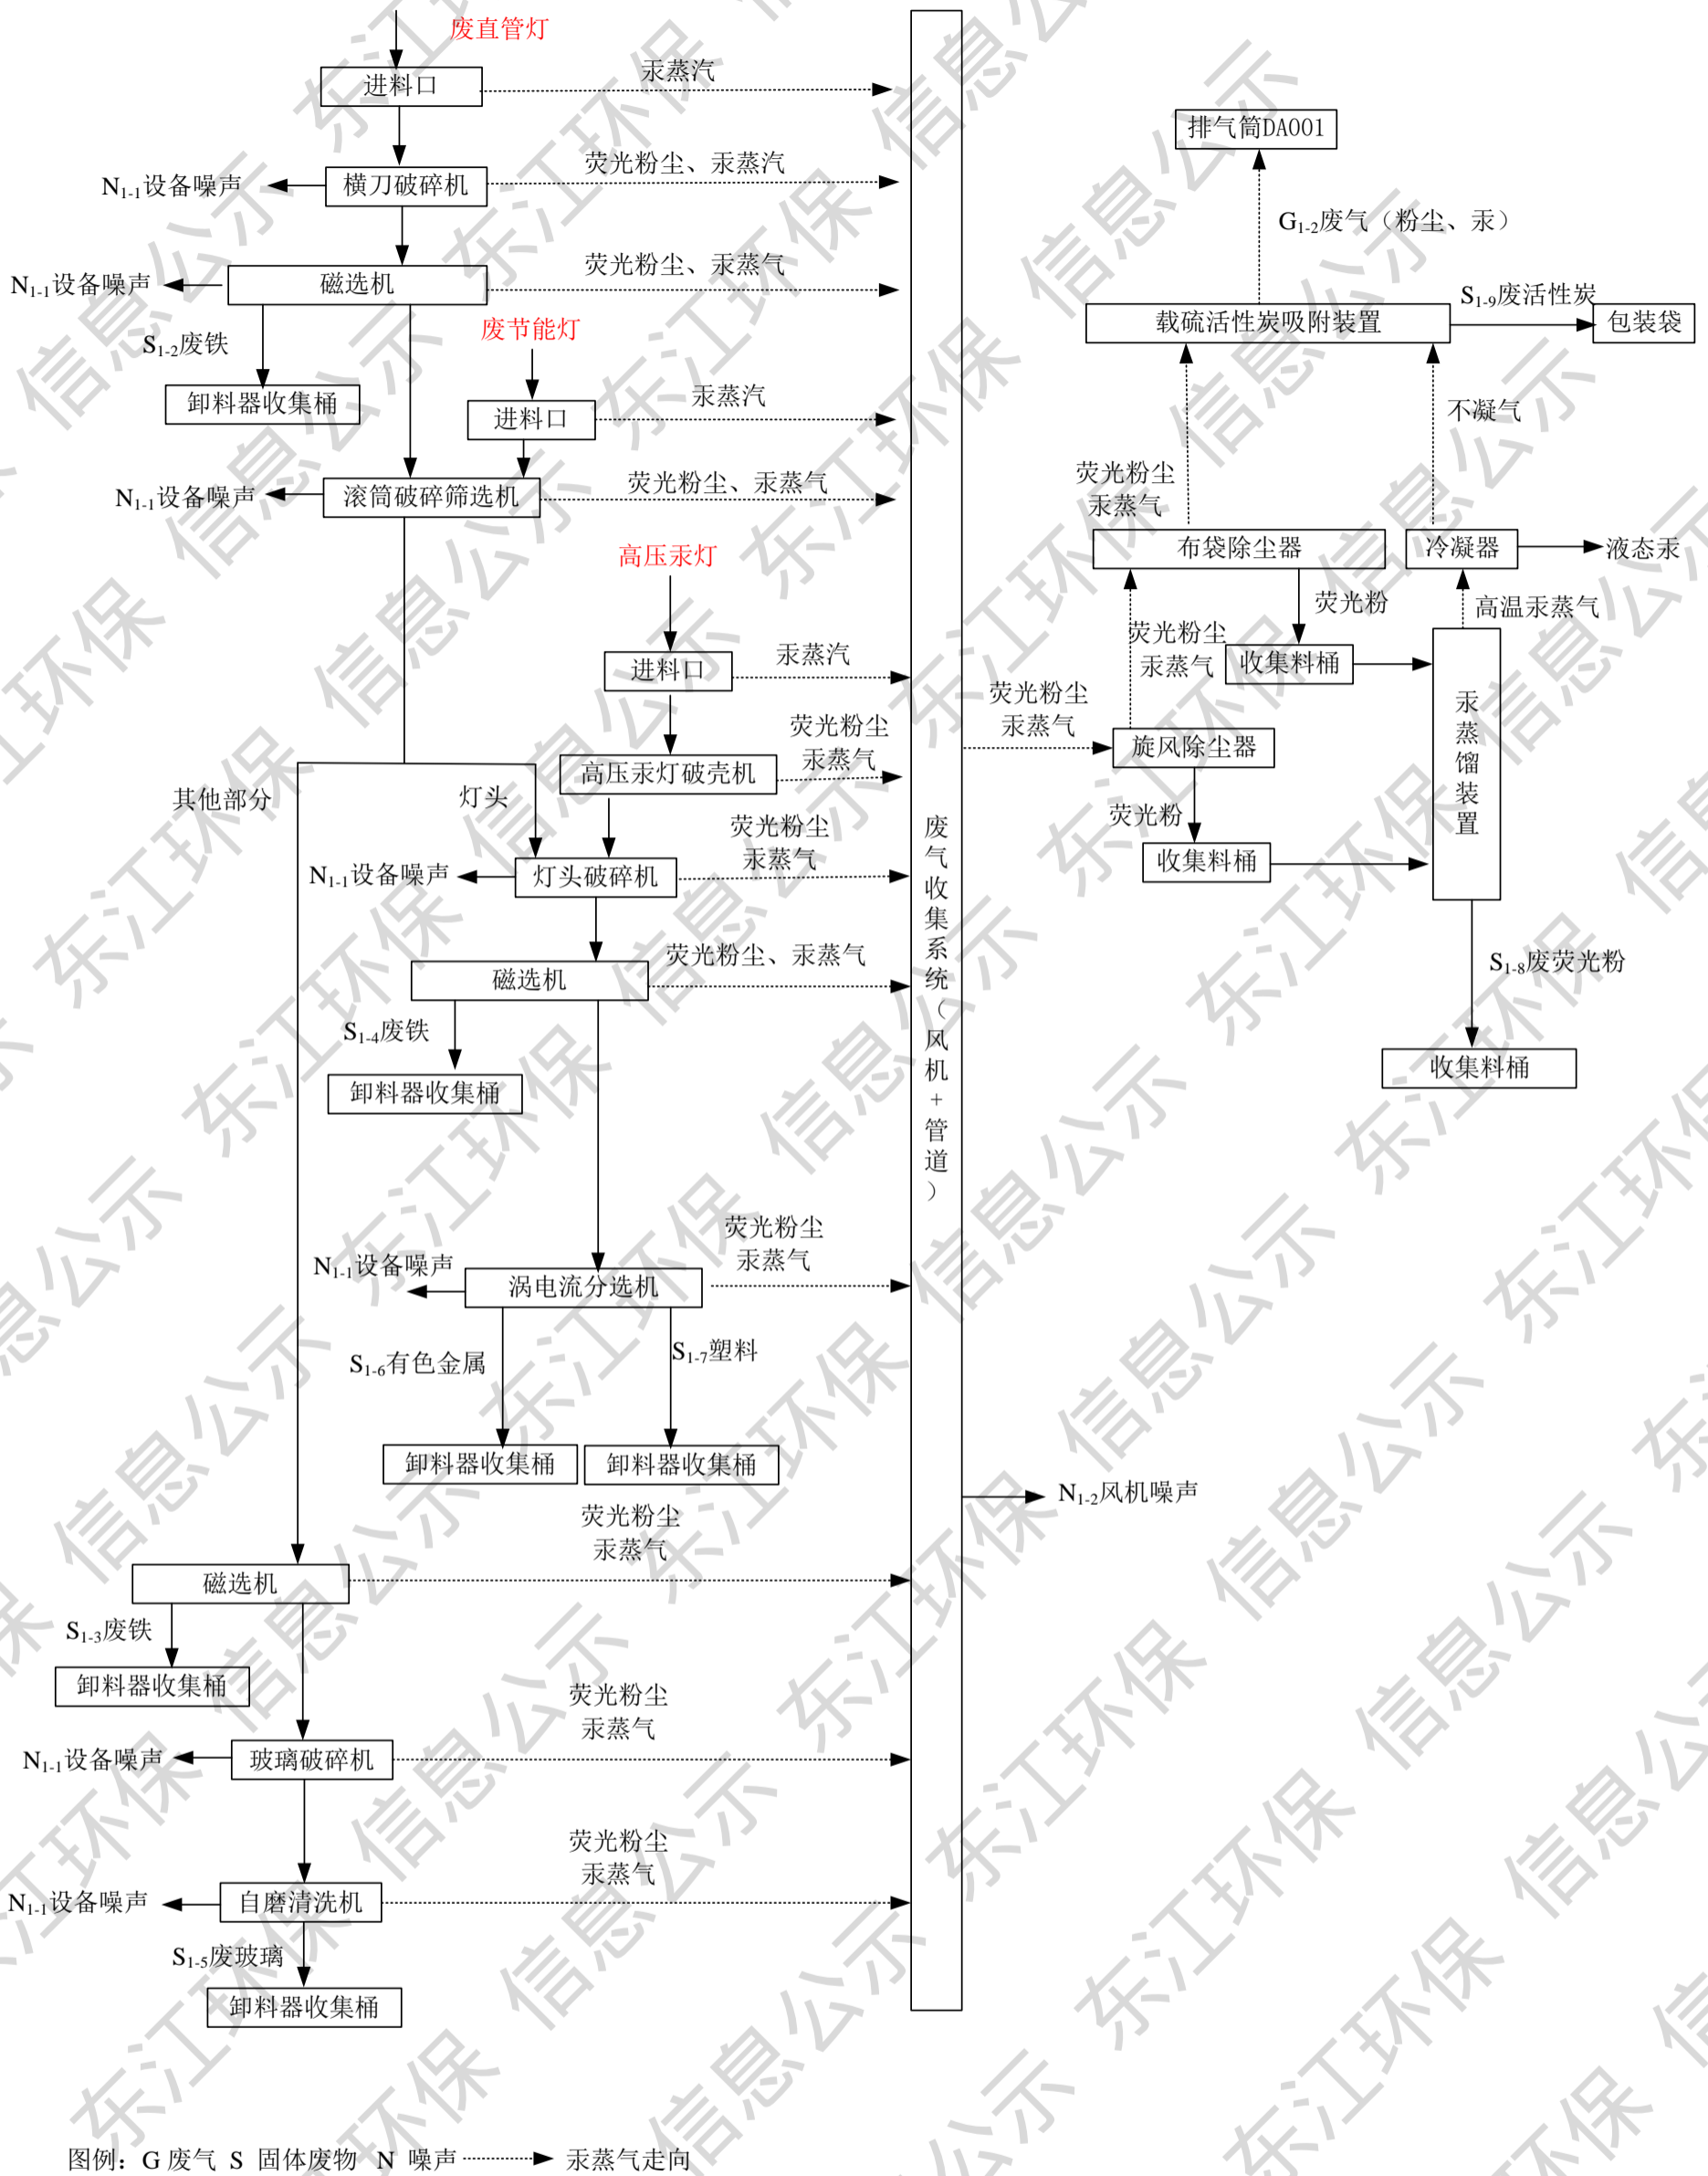 废直管灯
进料口
汞蒸汽
排气筒DA001
横刀破碎机
荧光粉尘、汞蒸汽
N1-1设备噪声
G1-2废气（粉尘、汞）
磁选机
荧光粉尘、汞蒸气
N1-1设备噪声
S1-9废活性炭
载硫活性炭吸附装置
包装袋
废节能灯
S1-2废铁
卸料器收集桶
进料口
汞蒸汽
不凝气
滚筒破碎筛选机
荧光粉尘、汞蒸气
N1-1设备噪声
荧光粉尘
汞蒸气
高压汞灯
布袋除尘器
冷凝器
液态汞
荧光粉
高温汞蒸气
荧光粉尘
汞蒸气
收集料桶
进料口
汞蒸汽
荧光粉尘
汞蒸气
汞蒸馏装置
高压汞灯破壳机
荧光粉尘
汞蒸气
旋风除尘器
其他部分
灯头
荧光粉
收集料桶
荧光粉尘
汞蒸气
N1-1设备噪声
灯头破碎机
废气收集系统（风机+管道）
磁选机
荧光粉尘、汞蒸气
S1-8废荧光粉
S1-4废铁
卸料器收集桶
收集料桶
荧光粉尘
汞蒸气
N1-1设备噪声
涡电流分选机
S1-6有色金属
S1-7塑料
卸料器收集桶
卸料器收集桶
N1-2风机噪声
荧光粉尘
汞蒸气
磁选机
S1-3废铁
卸料器收集桶
荧光粉尘
汞蒸气
N1-1设备噪声
玻璃破碎机
荧光粉尘
汞蒸气
N1-1设备噪声
自磨清洗机
S1-5废玻璃
卸料器收集桶
图例：G 废气 S 固体废物 N 噪声 汞蒸气走向
东江环保 信息公示